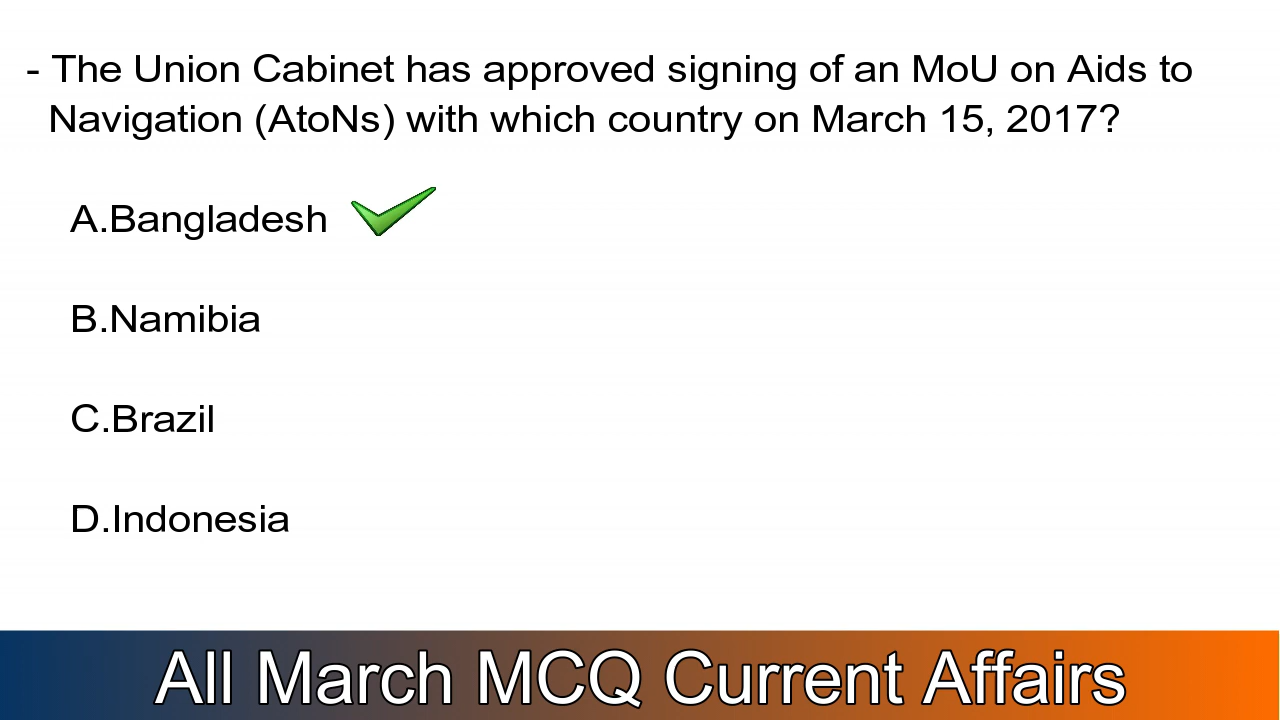 - The Union Cabinet has approved signing of an MoU on Aids to
Navigation (AtoNs) with which country on March 15, 2017?
A.Bangladesh
B.Namibia
C.Brazil
D.Indonesia
All March MCQ Current Affairs